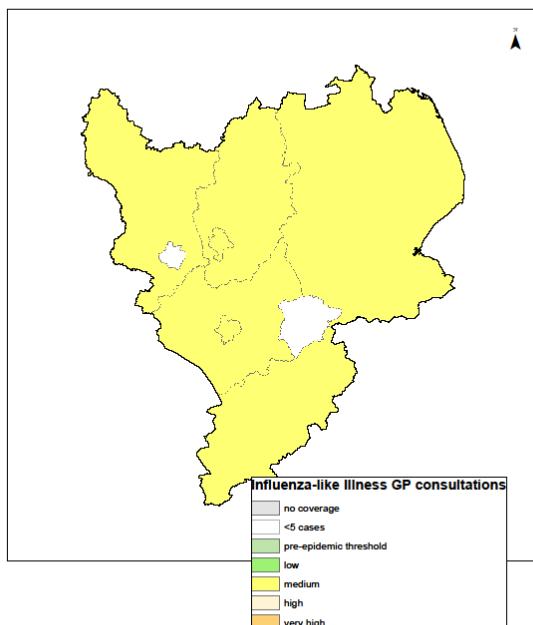 Influenza-like Illness GP consultations
no coverage
<5 cases
pre-epidemic threshold
low
medium
high
very high